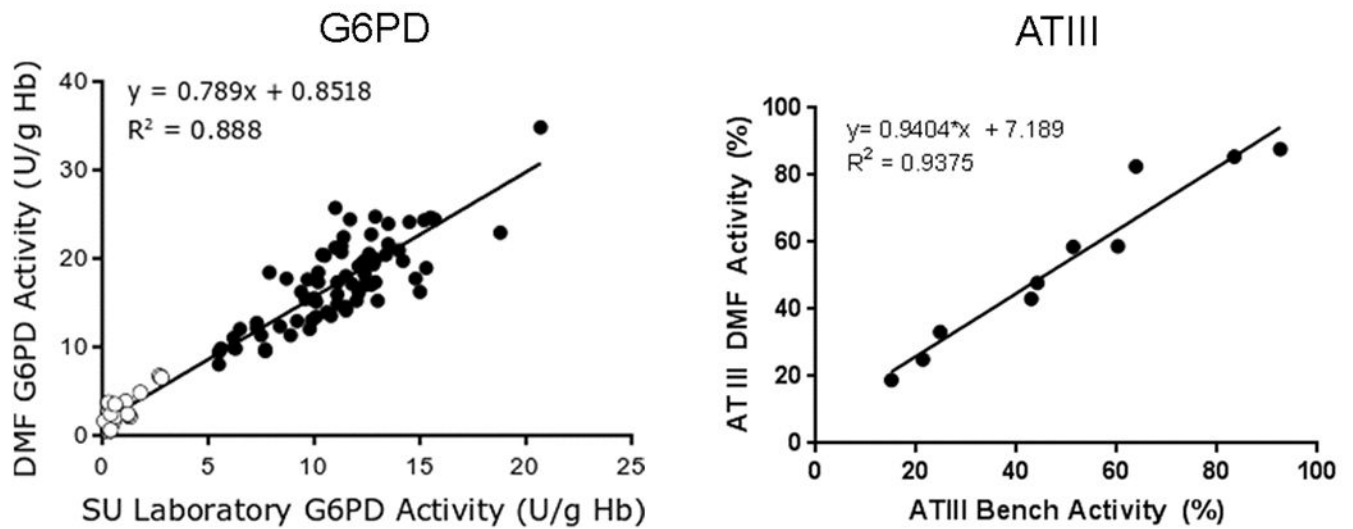 G6PD
y = 0.789x + 0.8518
R² = 0.888
DMF G6PD Activity (U/g Hb)
40
30
20
10
0
0 5 10 15 20 25
SU Laboratory G6PD Activity (U/g Hb)
ATIII
y= 0.9404*x + 7.189
R² = 0.9375
AT III DMF Activity (%)
100
80
60
40
20
0
0 20 40 60 80 100
ATIII Bench Activity (%)